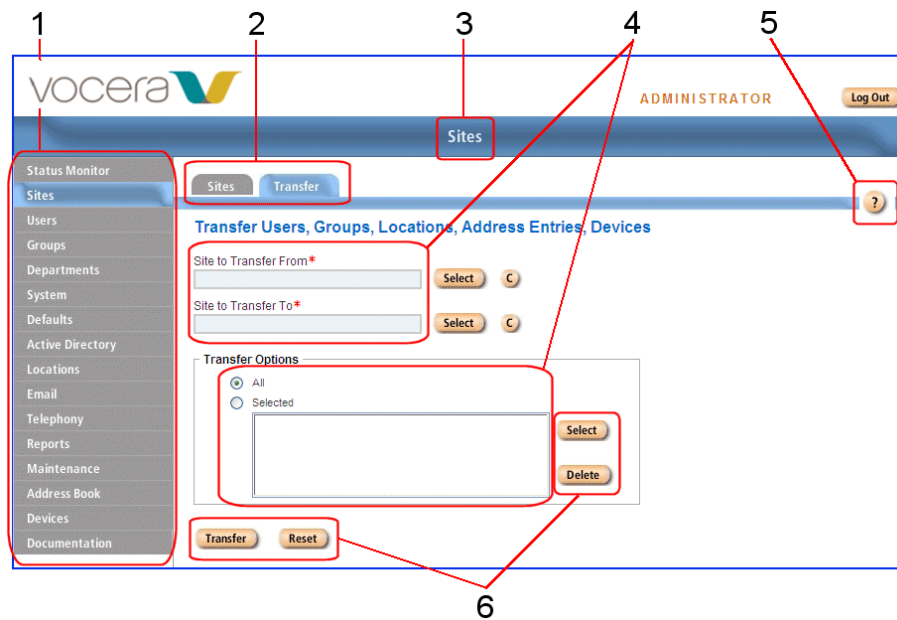 1 2 3 4 5
vocera
ADMINISTRATOR
Log Out
Sites
Status Monitor
Sites
Users
Groups
Departments
System
Defaults
Active Directory
Locations
Email
Telephony
Reports
Maintenance
Address Book
Devices
Documentation
Sites Transfer
?
Transfer Users, Groups, Locations, Address Entries, Devices
Site to Transfer From*
Select C
Site to Transfer To*
Select C
Transfer Options
All
Selected
Select
Delete
Transfer Reset
6